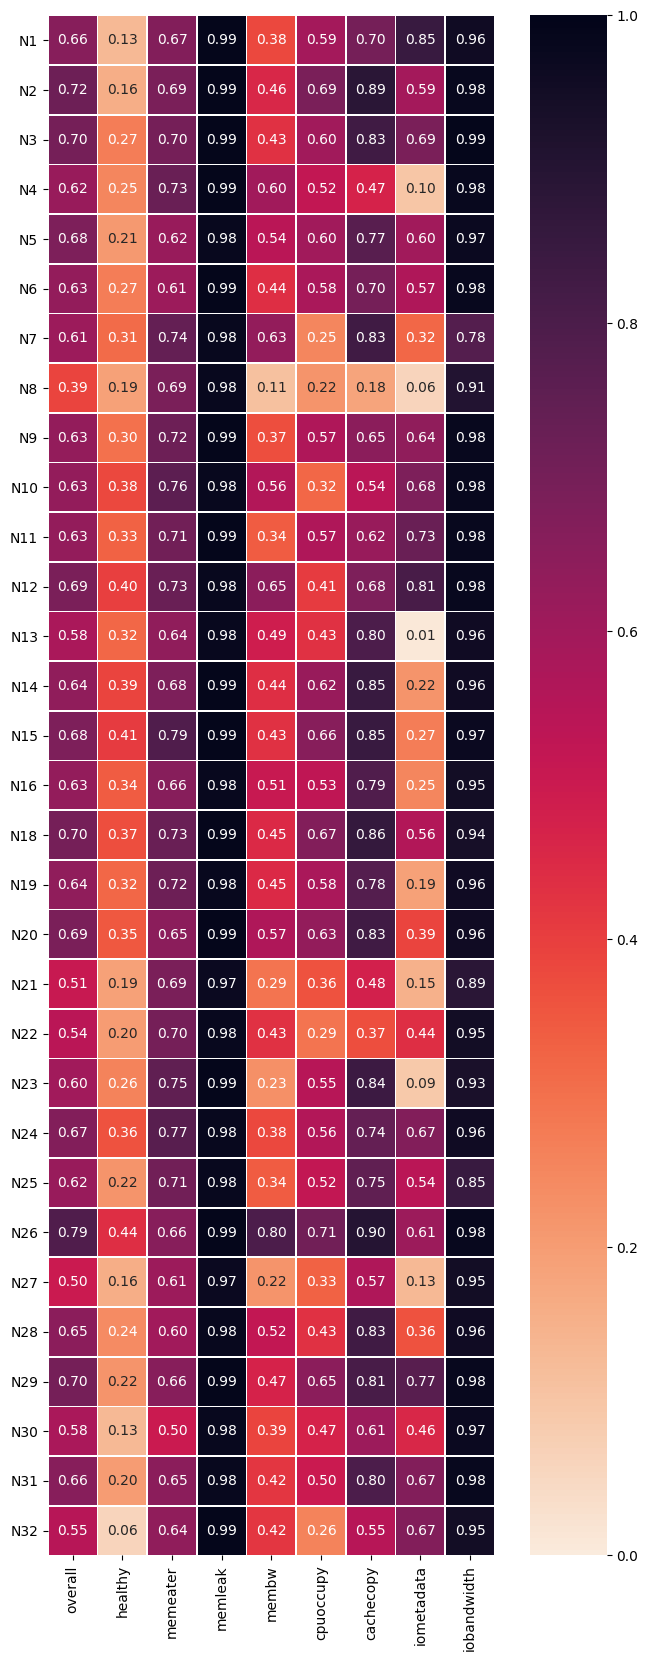 N1 0.66 0.13 0.67 0.99 0.38 0.59 0.70 0.85 0.96
N2 0.72 0.16 0.69 0.99 0.46 0.69 0.89 0.59 0.98
N3 0.70 0.27 0.70 0.99 0.43 0.60 0.83 0.69 0.99
N4 0.62 0.25 0.73 0.99 0.60 0.52 0.47 0.10 0.98
N5 0.68 0.21 0.62 0.98 0.54 0.60 0.77 0.60 0.97
N6 0.63 0.27 0.61 0.99 0.44 0.58 0.70 0.57 0.98
N7 0.61 0.31 0.74 0.98 0.63 0.25 0.83 0.32 0.78
N8 0.39 0.19 0.69 0.98 0.11 0.22 0.18 0.06 0.91
N9 0.63 0.30 0.72 0.99 0.37 0.57 0.65 0.64 0.98
N10 0.63 0.38 0.76 0.98 0.56 0.32 0.54 0.68 0.98
N11 0.63 0.33 0.71 0.99 0.34 0.57 0.62 0.73 0.98
N12 0.69 0.40 0.73 0.98 0.65 0.41 0.68 0.81 0.98
N13 0.58 0.32 0.64 0.98 0.49 0.43 0.80 0.01 0.96
N14 0.64 0.39 0.68 0.99 0.44 0.62 0.85 0.22 0.96
N15 0.68 0.41 0.79 0.99 0.43 0.66 0.85 0.27 0.97
N16 0.63 0.34 0.66 0.98 0.51 0.53 0.79 0.25 0.95
N18 0.70 0.37 0.73 0.99 0.45 0.67 0.86 0.56 0.94
N19 0.64 0.32 0.72 0.98 0.45 0.58 0.78 0.19 0.96
N20 0.69 0.35 0.65 0.99 0.57 0.63 0.83 0.39 0.96
N21 0.51 0.19 0.69 0.97 0.29 0.36 0.48 0.15 0.89
N22 0.54 0.20 0.70 0.98 0.43 0.29 0.37 0.44 0.95
N23 0.60 0.26 0.75 0.99 0.23 0.55 0.84 0.09 0.93
N24 0.67 0.36 0.77 0.98 0.38 0.56 0.74 0.67 0.96
N25 0.62 0.22 0.71 0.98 0.34 0.52 0.75 0.54 0.85
N26 0.79 0.44 0.66 0.99 0.80 0.71 0.90 0.61 0.98
N27 0.50 0.16 0.61 0.97 0.22 0.33 0.57 0.13 0.95
N28 0.65 0.24 0.60 0.98 0.52 0.43 0.83 0.36 0.96
N29 0.70 0.22 0.66 0.99 0.47 0.65 0.81 0.77 0.98
N30 0.58 0.13 0.50 0.98 0.39 0.47 0.61 0.46 0.97
N31 0.66 0.20 0.65 0.98 0.42 0.50 0.80 0.67 0.98
N32 0.55 0.06 0.64 0.99 0.42 0.26 0.55 0.67 0.95
overall healthy memeater memleak membw cpuoccupy cachecopy iometadata iobandwidth
1.0
0.8
0.6
0.4
0.2
0.0